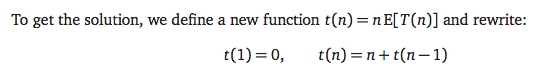 To get the solution, we define a new function t(n) = n E[T(n)] and rewrite:
t(1) = 0, t(n) = n + t(n − 1)